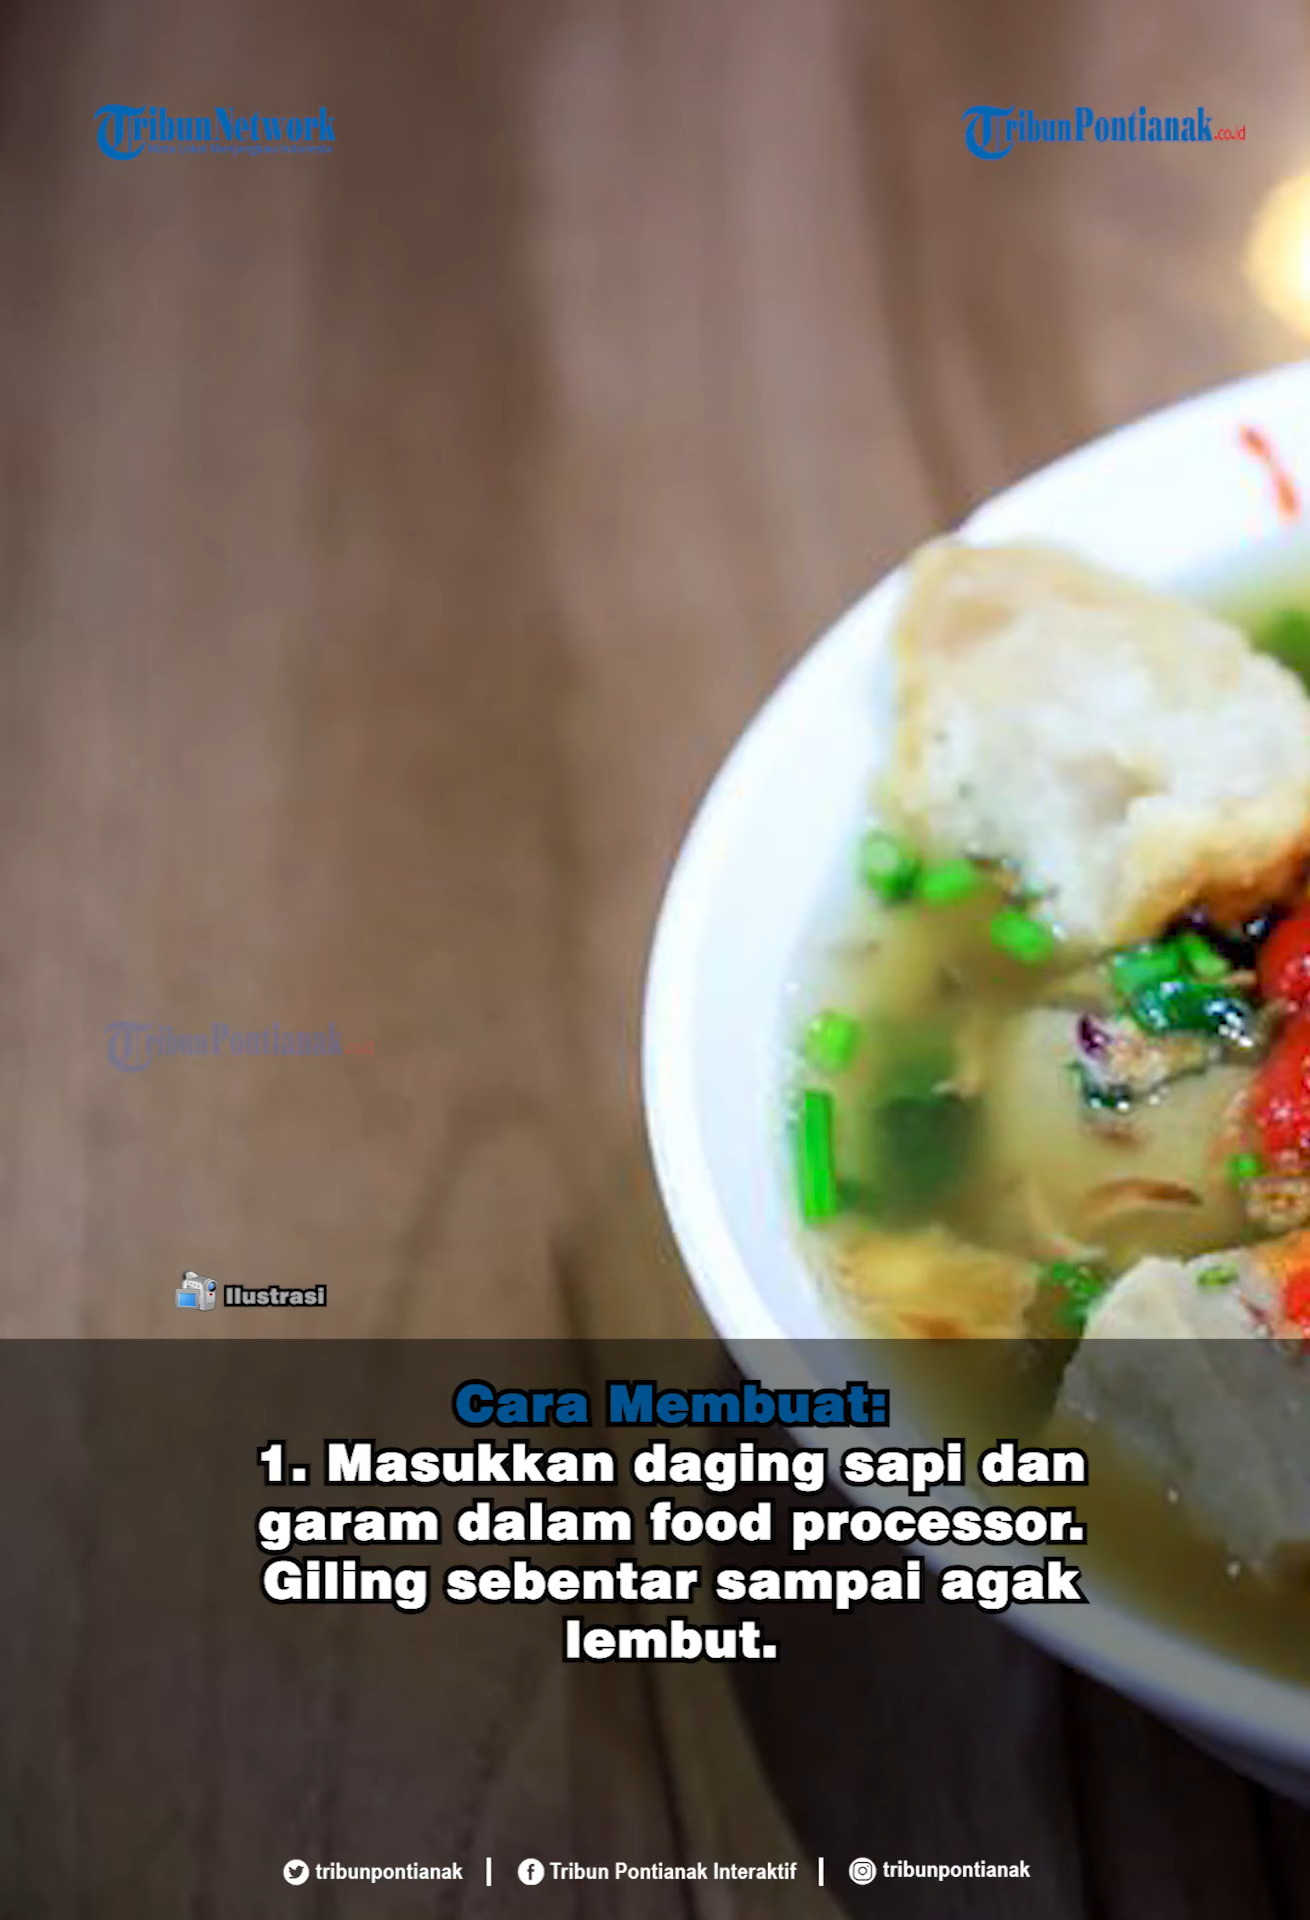 TribunNetwork
TribunPontianak.co.id
TribunPontianak
Ilustrasi
Cara Membuat:
1. Masukkan daging sapi dan
garam dalam food processor.
Giling sebentar sampai agak
lembut.
tribunpontianak | Tribun Pontianak Interaktif | tribunpontianak